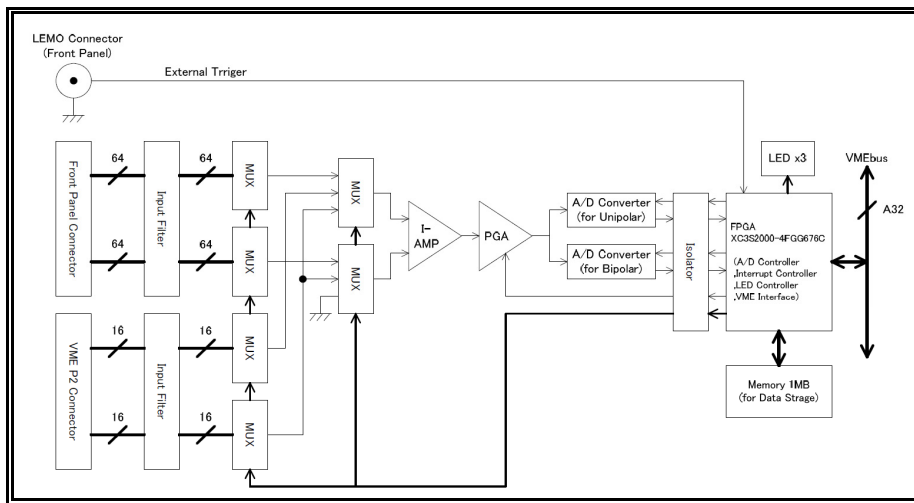 LEMO Connector
(Front Panel)
External Trriger
64
64
64
64
Front Panel Connector
Input Filter
MUX
MUX
MUX
MUX
I-
AMP
PGA
A/D Converter
(for Unipolar)
A/D Converter
(for Bipolar)
Isolator
LED x3
VMEbus
A32
FPGA
XC3S2000-4FGG676C
(A/D Controller
,Interrupt Controller
,LED Controller
,VME Interface)
16
16
16
16
VME P2 Connector
Input Filter
MUX
MUX
Memory 1MB
(for Data Strage)